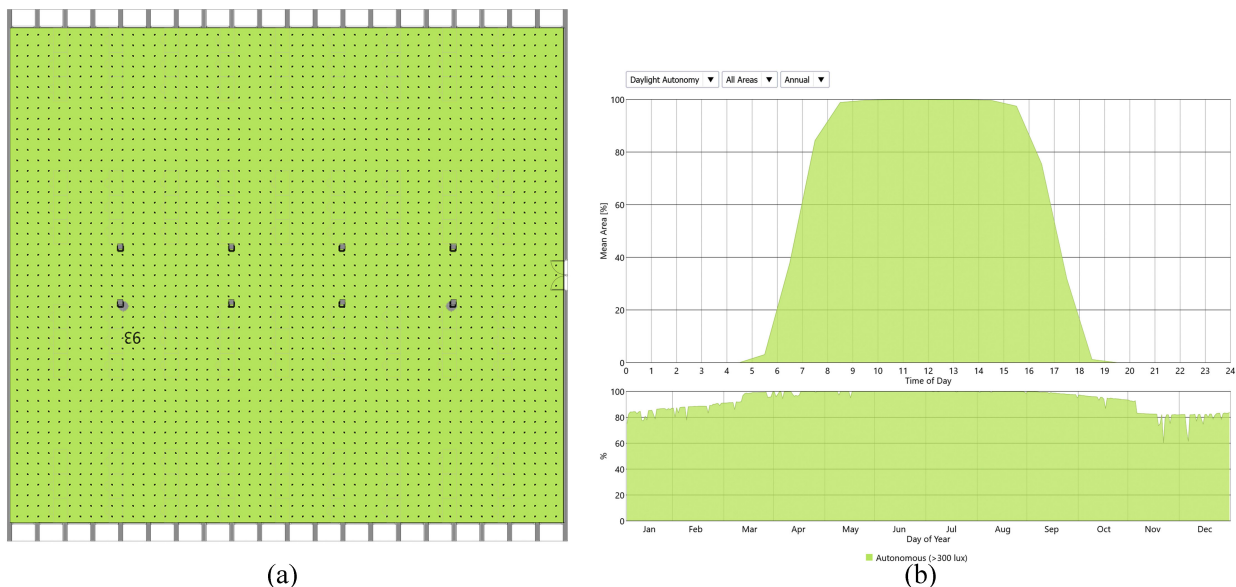 93
(a)
Daylight Autonomy ▼ All Areas ▼ Annual ▼
100
80
60
40
20
0
Mean Area [%]
0 1 2 3 4 5 6 7 8 9 10 11 12 13 14 15 16 17 18 19 20 21 22 23 24
Time of Day
100
80
60
40
20
0
%
Jan Feb Mar Apr May Jun Jul Aug Sep Oct Nov Dec
Day of Year
Autonomous (>300 lux)
(b)